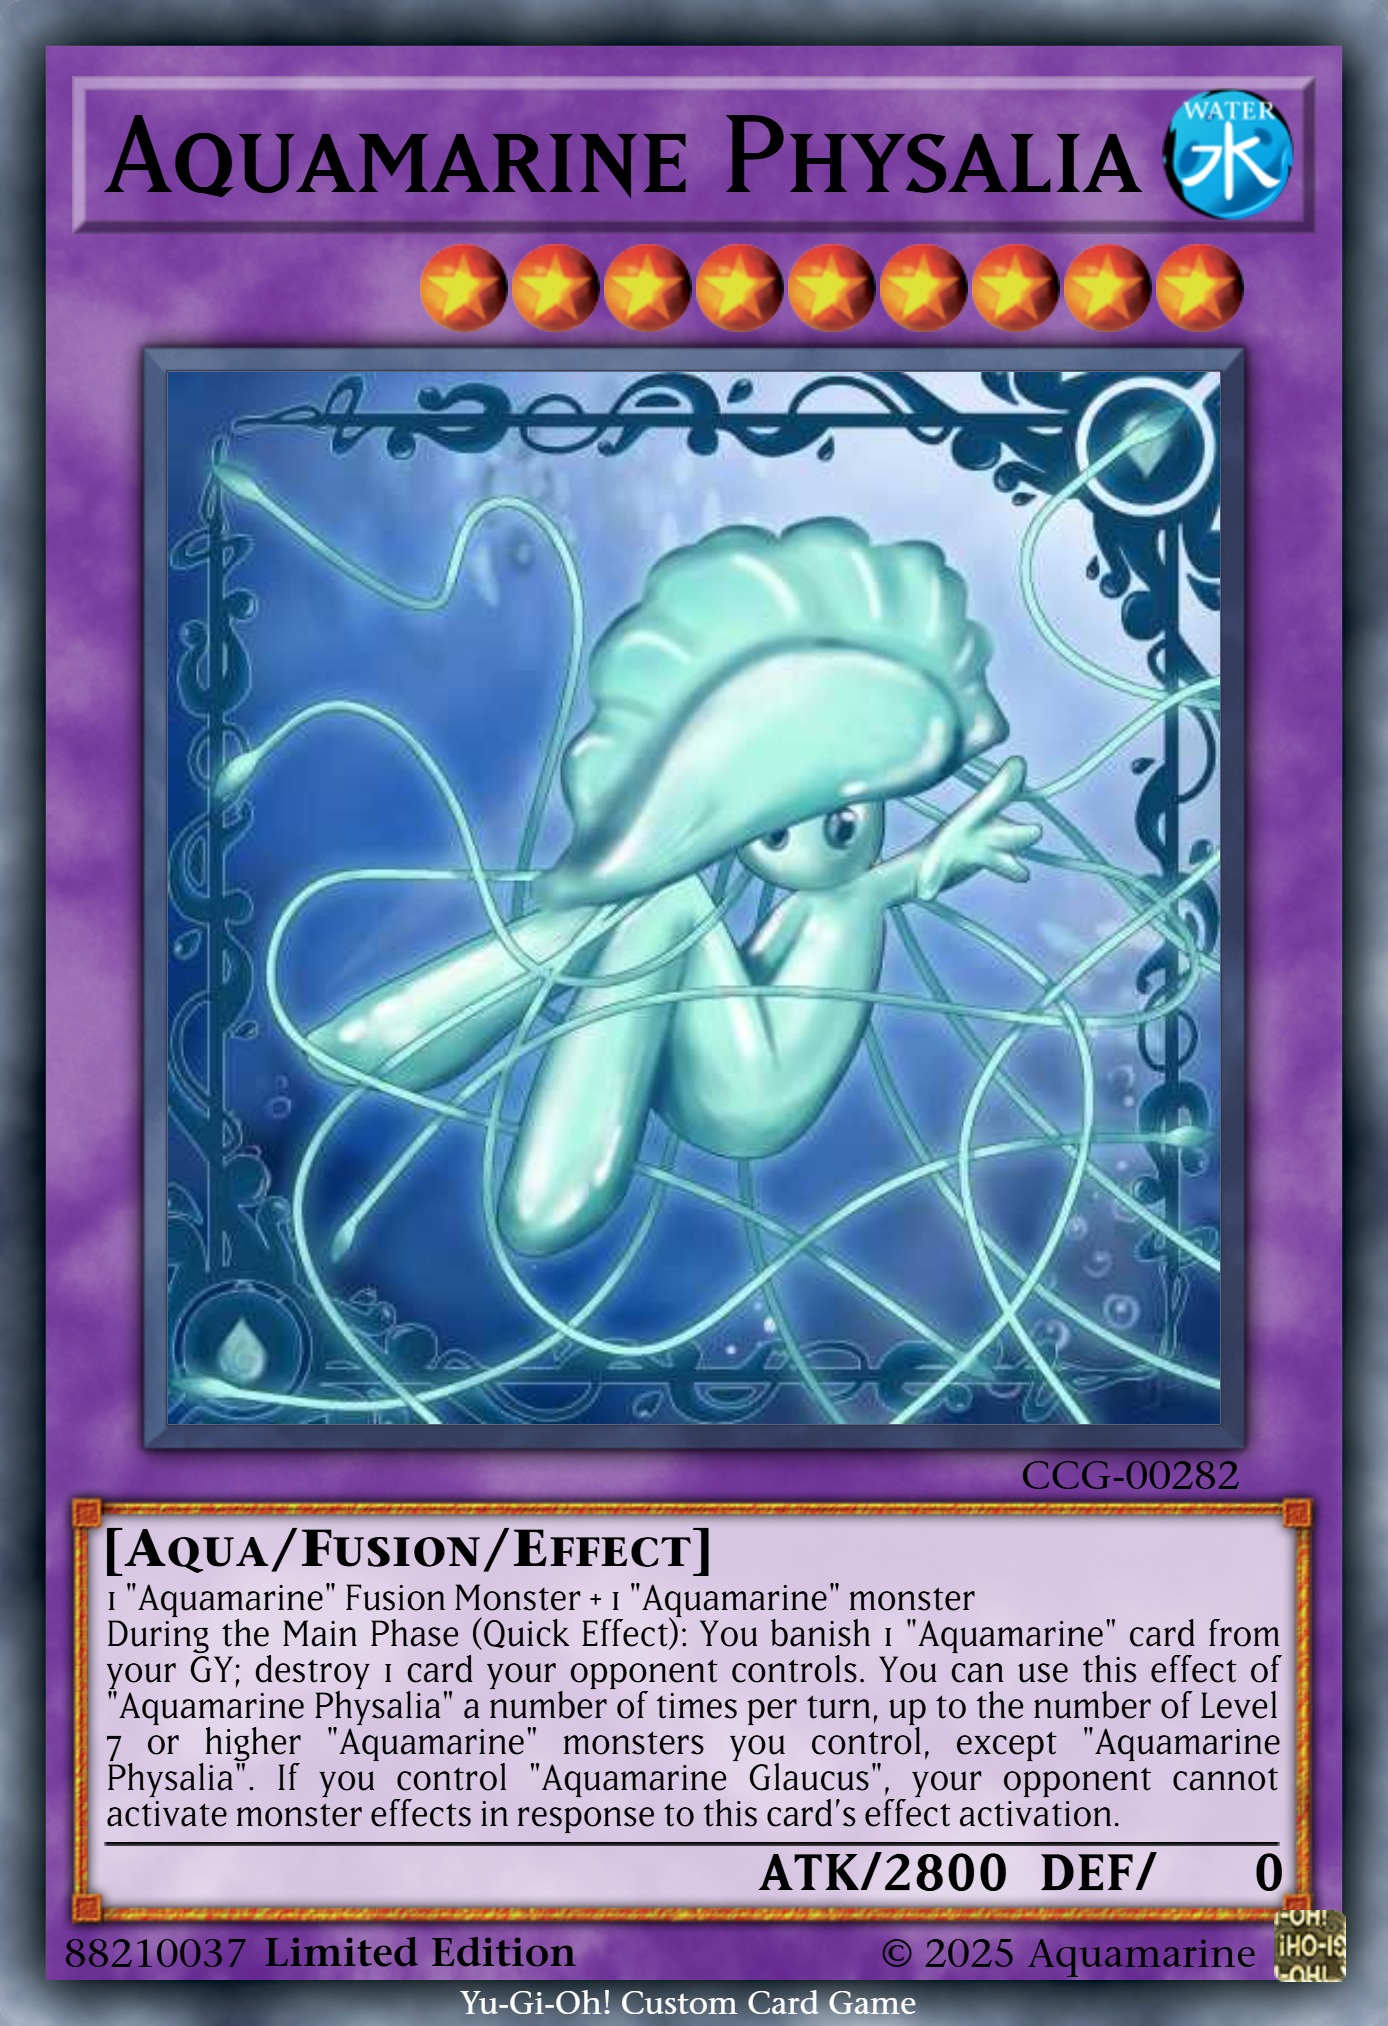 Aquamarine Physalia
WATER
水
CCG-00282
[Aqua/Fusion/Effect]
1 "Aquamarine" Fusion Monster + 1 "Aquamarine" monster
During the Main Phase (Quick Effect): You banish 1 "Aquamarine" card from
your GY; destroy 1 card your opponent controls. You can use this effect of
"Aquamarine Physalia" a number of times per turn, up to the number of Level
7 or higher "Aquamarine" monsters you control, except "Aquamarine
Physalia". If you control "Aquamarine Glaucus", your opponent cannot
activate monster effects in response to this card's effect activation.
ATK/2800 DEF/ 0
88210037 Limited Edition
© 2025 Aquamarine
Yu-Gi-Oh! Custom Card Game